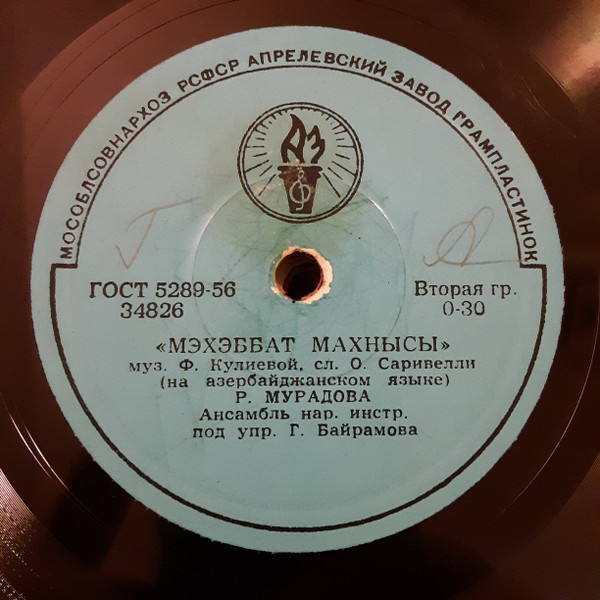 МОСОБЛСОВНАРХОЗ РСФСР АПРЕЛЕВСКИЙ ЗАВОД ГРАМПЛАСТИНОК
АЗ
Г
ГОСТ 5289-56
34826
Вторая гр.
0-30
«МЭХЭББАТ МАХНЫСЫ»
муз. Ф. Кулиевой, сл. О. Саривелли
(на азербайджанском языке)
Р. МУРАДОВА
Ансамбль нар. инстр.
под упр. Г. Байрамова